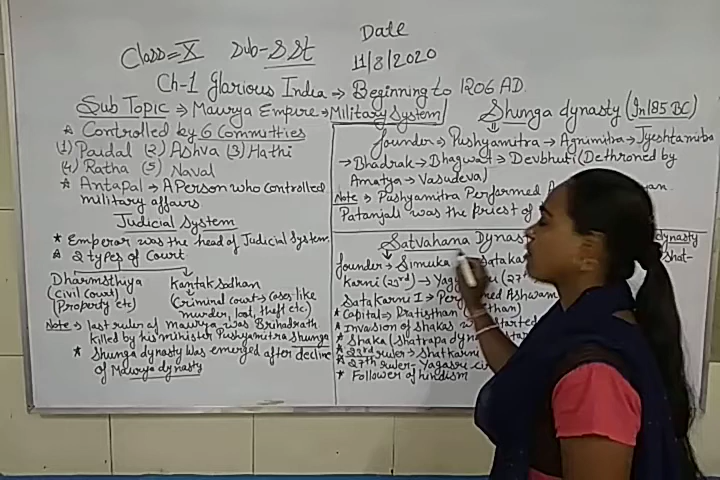 Date
Class = X Sub - SSt 11/8/2020
Ch-1 Glorious India → Beginning to 1206 AD.
Sub Topic → Maurya Empire → Military System
* Controlled by 6 Committies
(1) Paidal (2) Ashva (3) Hathi
(4) Ratha (5) Naval
* Antapal → A Person who controlled
military affairs
Judicial System
* Emperor was the head of Judicial System.
* 2 types of Court
Dharmsthiya Kantak Sodhan
(Civil Court) Criminal court → Cases like
(Property etc) murder, loot, theft etc)
Note → last ruler of maurya was Brihadrath
killed by his minister Pushyamitra Shunga
* Shunga dynasty was emerged after decline
of Maurya dynasty
Shunga dynasty (In 185 BC)
founder → Pushyamitra → Agnimitra → Jyeshtamitra
→ Bhadrak → Bhagwat → Devbhuti (Dethroned by
Amatya → Vasudeva)
Note → Pushyamitra Performed
Patanjali was the priest of
Satvahana dynasty
founder → Simuka
Karni (23rd) → (27th
Satakarni I → Performed Ashwam
* Capital → Pratisthan
* Invasion of Shakas started
* Shaka (Shatrapa
* 23rd ruler → Shatkarni
* 27th ruler →
* Follower of hindism